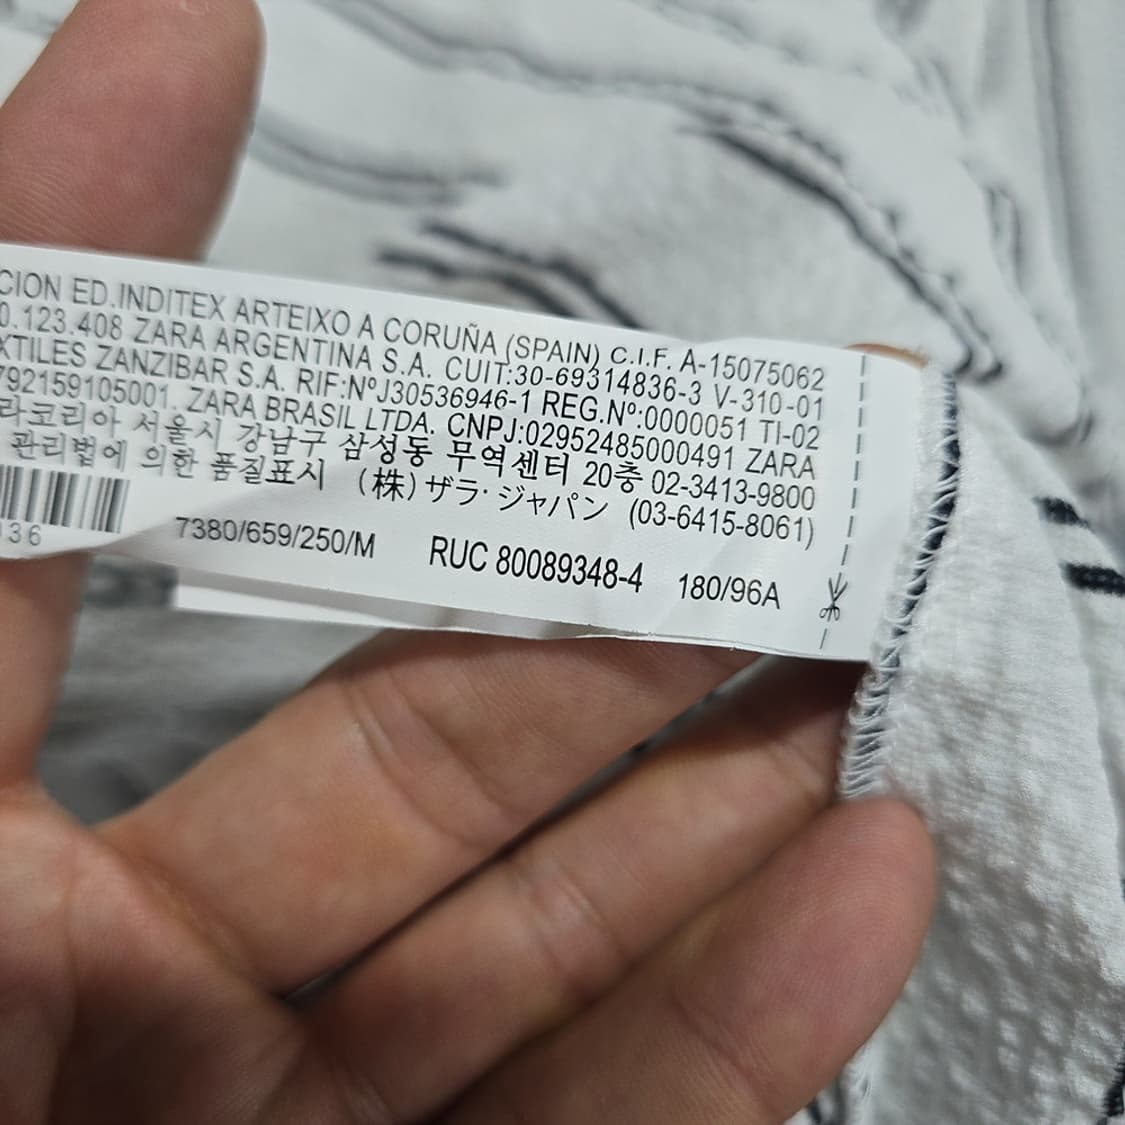 CION ED.INDITEX ARTEIXO A CORUÑA (SPAIN) C.I.F. A-15075062
0.123.408 ZARA ARGENTINA S.A. CUIT:30-69314836-3 V-310-01
XTILES ZANZIBAR S.A. RIF:NºJ30536946-1 REG.Nº:0000051 TI-02
792159105001. ZARA BRASIL LTDA. CNPJ:02952485000491 ZARA
라코리아 서울시 강남구 삼성동 무역센터 20층 02-3413-9800
관리법에 의한 품질표시 (株)ザラ・ジャパン (03-6415-8061)
036
7380/659/250/M RUC 80089348-4 180/96A